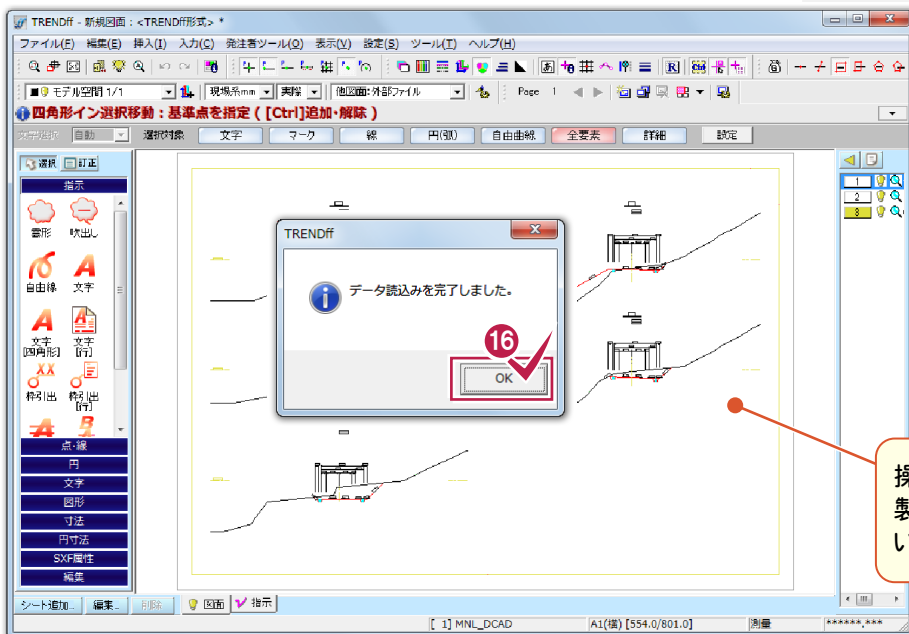 TRENDff - 新規図面 : <TRENDff形式> *
ファイル(F) 編集(E) 挿入(I) 入力(C) 発注者ツール(O) 表示(V) 設定(S) ツール(T) ヘルプ(H)
モデル空間 1/1 現場系mm 実際 他図面:外部ファイル Page 1
四角形イン選択移動 : 基準点を指定 ( [Ctrl]追加・解除 )
文字選択 自動 選択対象 文字 マーク 線 円(弧) 自由曲線 全要素 詳細 設定
選択 訂正
指示
雲形 吹出し
自由線 文字
文字[四角形] 文字[行]
枠引出 枠引出[行]
点・線
円
文字
図形
寸法
円寸法
SXF属性
編集
TRENDff
データ読込みを完了しました。
16
OK
1
2
3
操
製
い
シート追加... 編集... 削除 図面 指示
[ 1] MNL_DCAD A1(横) [554.0/801.0] 測量 ******.***